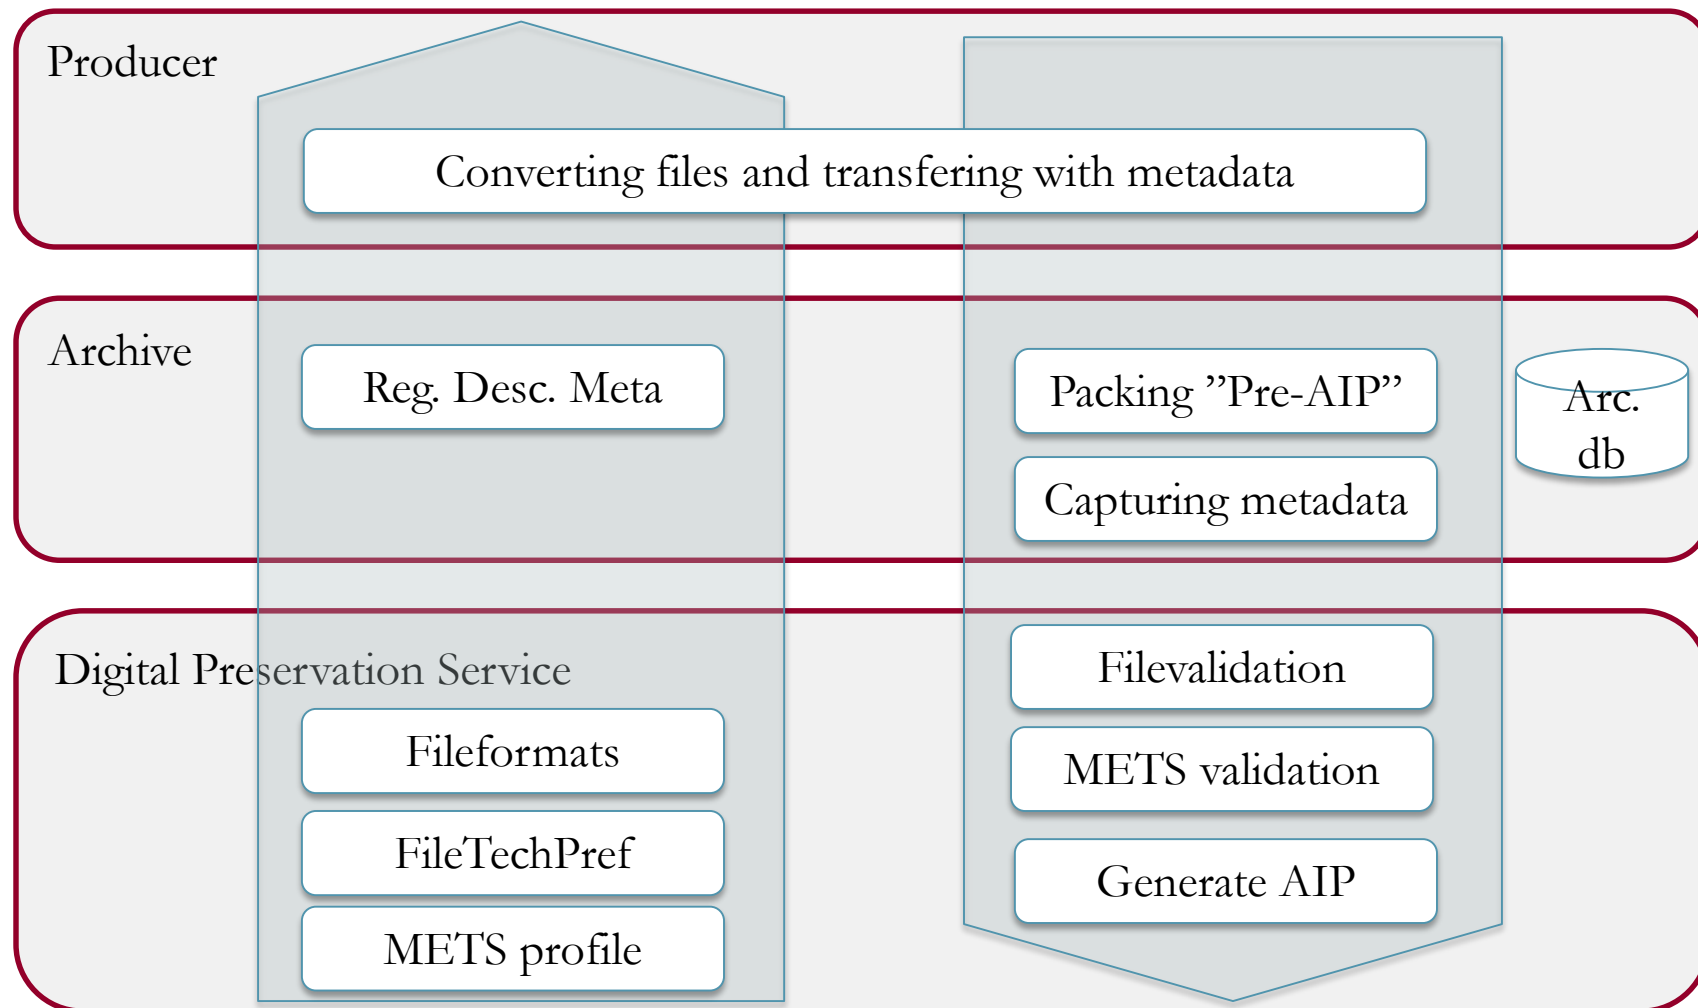 Producer
Converting files and transfering with metadata
Archive
Reg. Desc. Meta
Packing ”Pre-AIP”
Capturing metadata
Arc.
db
Digital Preservation Service
Fileformats
FileTechPref
METS profile
Filevalidation
METS validation
Generate AIP